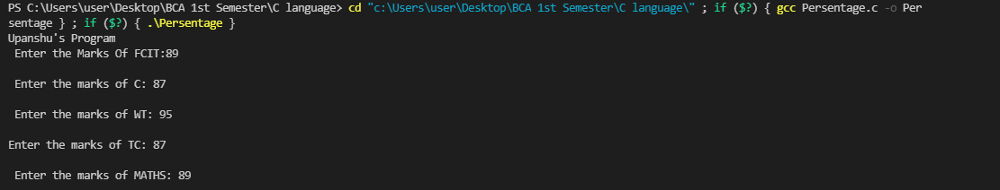 PS C:\Users\user\Desktop\BCA 1st Semester\C language> cd "c:\Users\user\Desktop\BCA 1st Semester\C language\" ; if ($?) { gcc Persentage.c -o Per
sentage } ; if ($?) { .\Persentage }
Upanshu's Program
Enter the Marks Of FCIT:89
Enter the marks of C: 87
Enter the marks of WT: 95
Enter the marks of TC: 87
Enter the marks of MATHS: 89